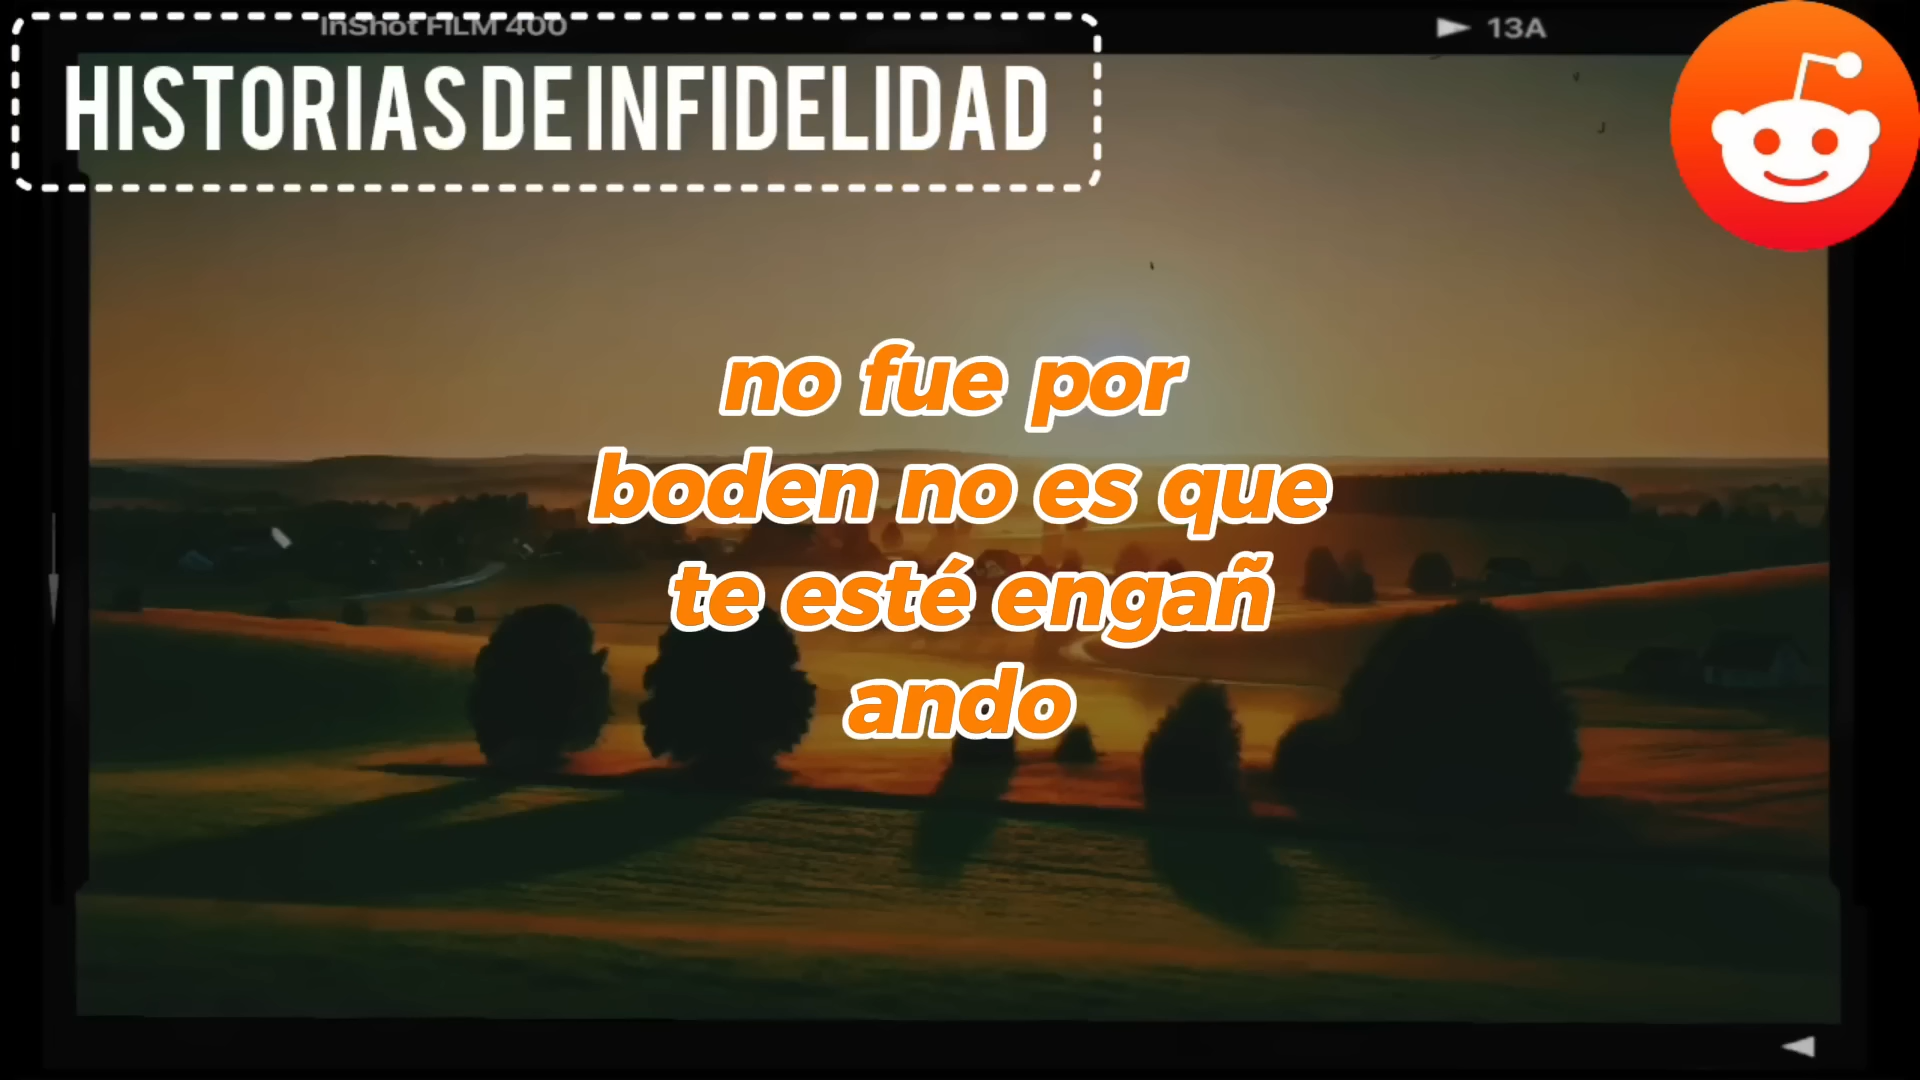 InShot FILM 400
13A
HISTORIAS DE INFIDELIDAD
no fue por
boden no es que
te esté engañ
ando